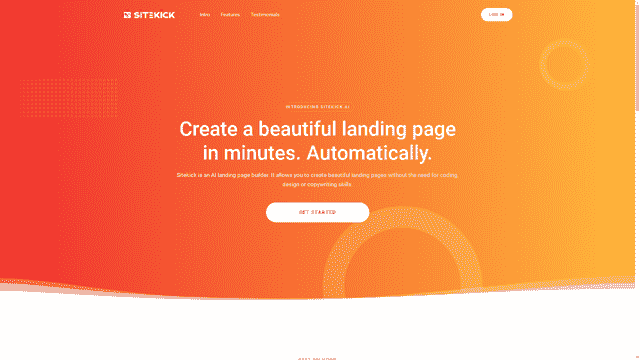 SITEKICK
Intro Features Testimonials
LOG IN
INTRODUCING SITEKICK AI
Create a beautiful landing page
in minutes. Automatically.
Sitekick is an AI landing page builder. It allows you to create beautiful landing pages without the need for coding,
design or copywriting skills.
GET STARTED